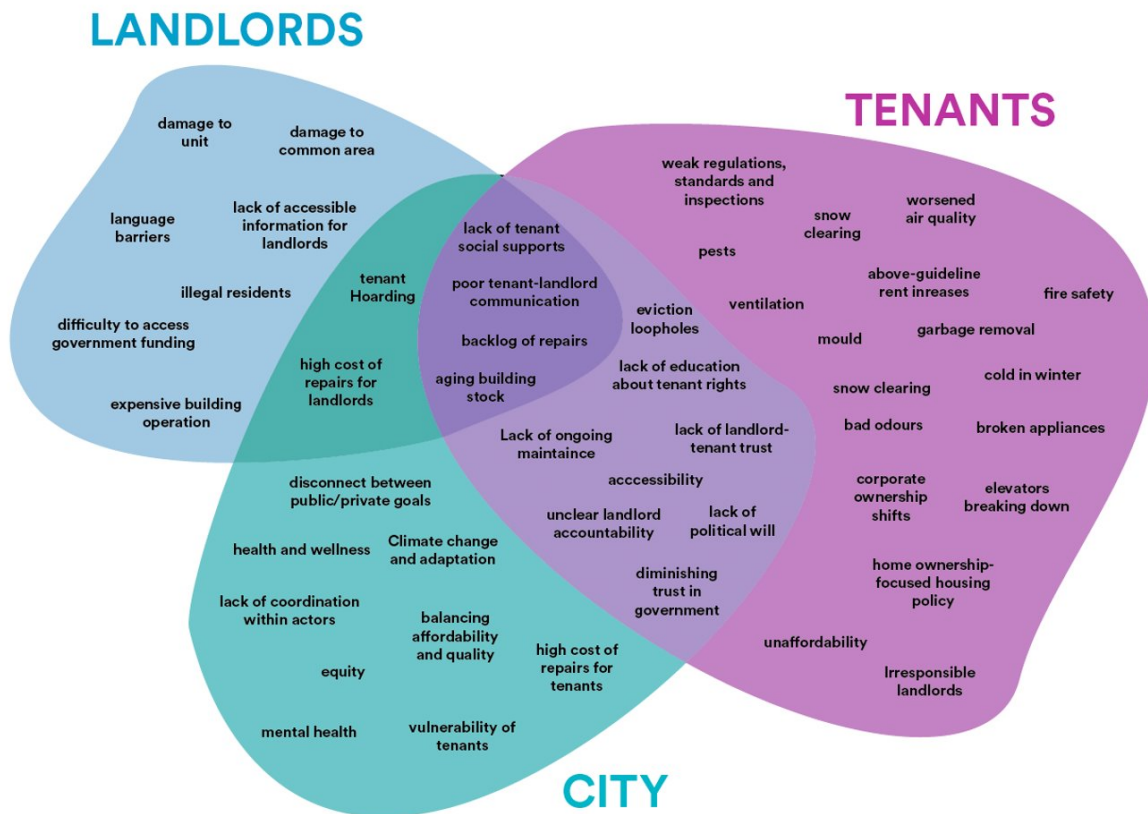 LANDLORDS
damage to
unit
damage to
common area
language
barriers
lack of accessible
information for
landlords
illegal residents
difficulty to access
government funding
expensive building
operation
tenant
Hoarding
high cost of
repairs for
landlords
lack of tenant
social supports
poor tenant-landlord
communication
backlog of repairs
aging building
stock
TENANTS
weak regulations,
standards and
inspections
snow
clearing
worsened
air quality
pests
above-guideline
rent inreases
fire safety
ventilation
mould
garbage removal
snow clearing
cold in winter
bad odours
broken appliances
corporate
ownership
shifts
elevators
breaking down
home ownership-
focused housing
policy
unaffordability
Irresponsible
landlords
eviction
loopholes
lack of education
about tenant rights
Lack of ongoing
maintaince
lack of landlord-
tenant trust
acccessibility
unclear landlord
accountability
lack of
political will
diminishing
trust in
government
disconnect between
public/private goals
health and wellness
Climate change
and adaptation
lack of coordination
within actors
balancing
affordability
and quality
equity
high cost of
repairs for
tenants
mental health
vulnerability of
tenants
CITY